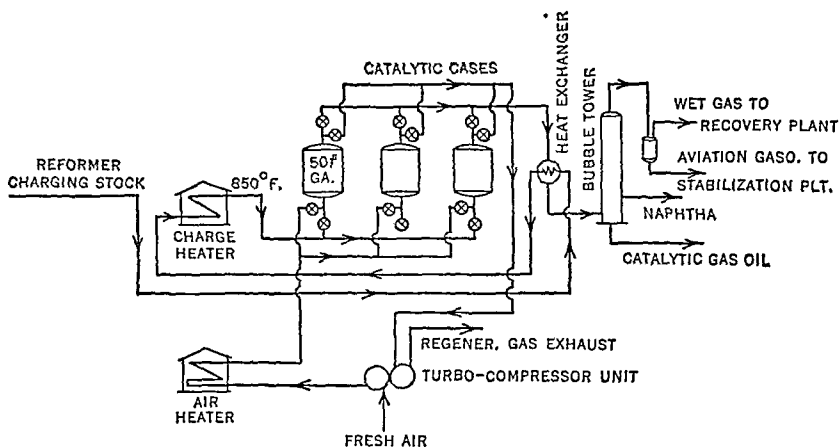 CATALYTIC CASES
HEAT EXCHANGER
BUBBLE TOWER
WET GAS TO
RECOVERY PLANT
AVIATION GASO. TO
STABILIZATION PLT.
NAPHTHA
CATALYTIC GAS OIL
REFORMER
CHARGING STOCK
850°F,
50#
GA.
CHARGE
HEATER
REGENER, GAS EXHAUST
TURBO-COMPRESSOR UNIT
AIR
HEATER
FRESH AIR